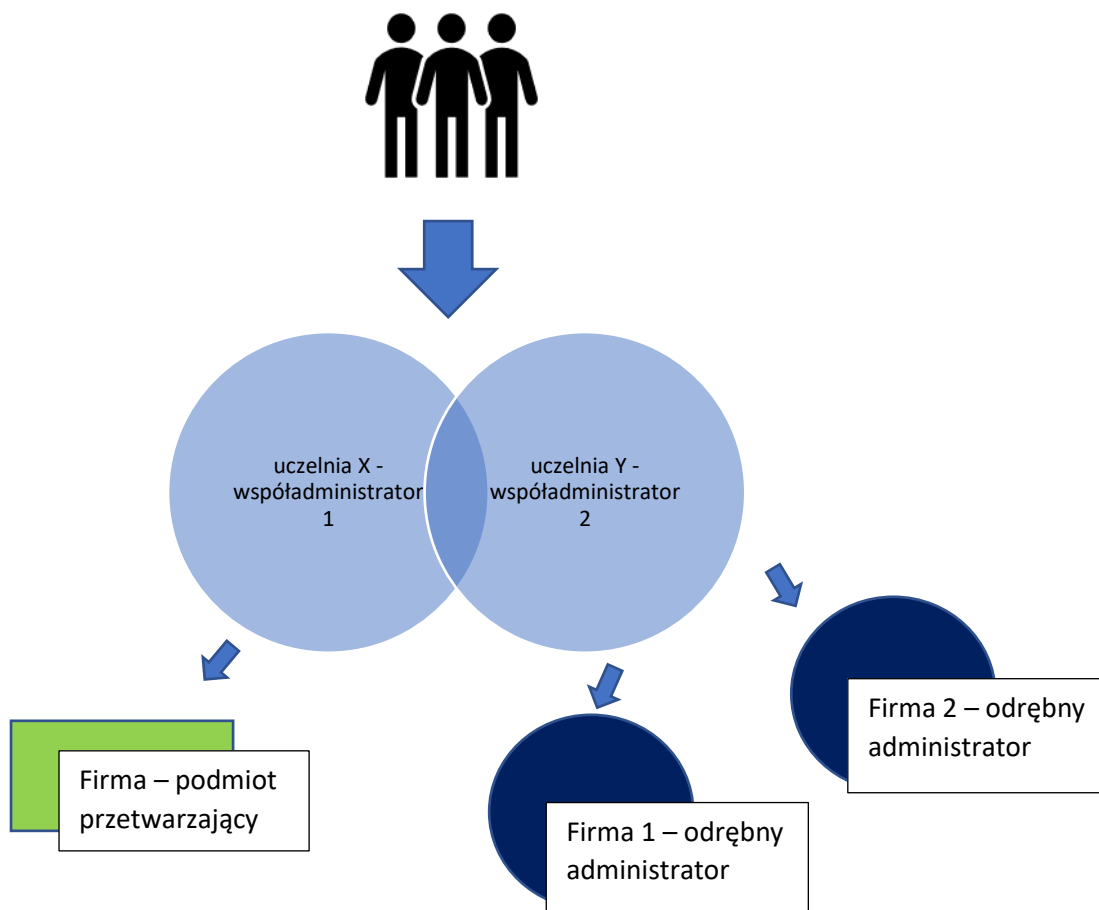 uczelnia X -
współadministrator
1
uczelnia Y -
współadministrator
2
Firma 2 – odrębny
administrator
Firma – podmiot
przetwarzający
Firma 1 – odrębny
administrator